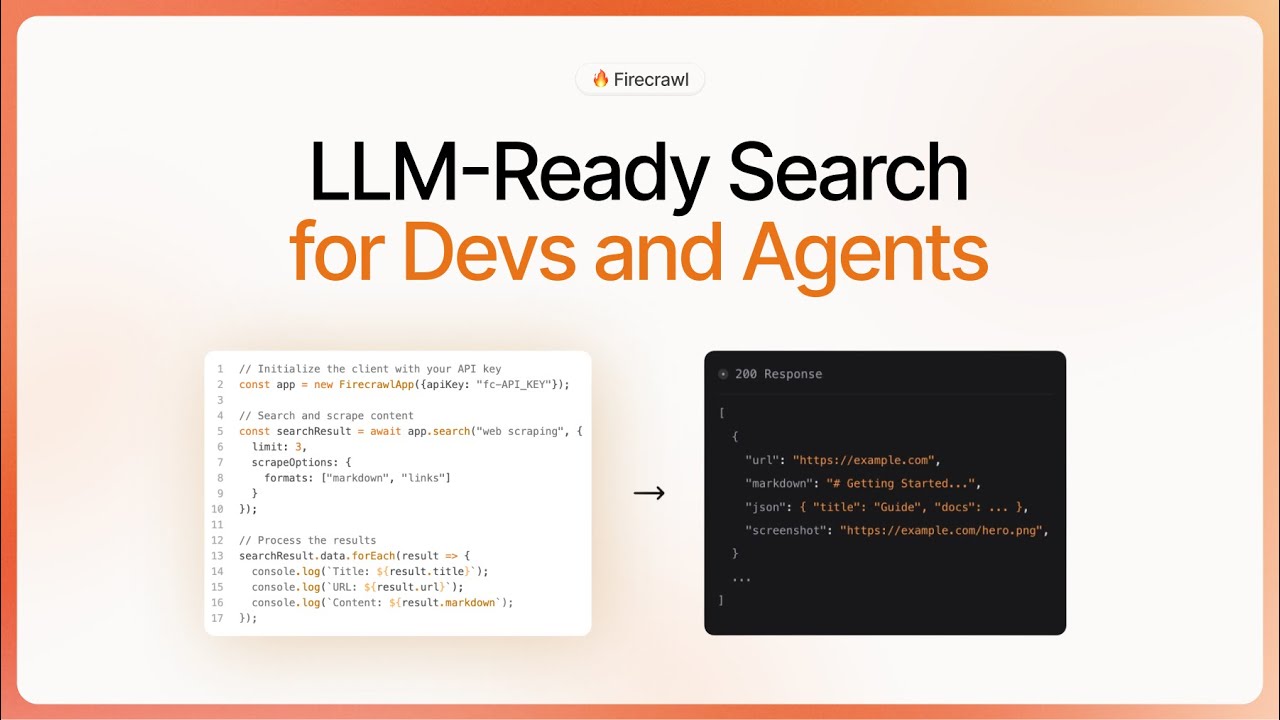 🔥 Firecrawl
LLM-Ready Search
for Devs and Agents
1 // Initialize the client with your API key
2 const app = new FirecrawlApp({apiKey: "fc-API_KEY"});
3
4 // Search and scrape content
5 const searchResult = await app.search("web scraping", {
6   limit: 3,
7   scrapeOptions: {
8     formats: ["markdown", "links"]
9   }
10 });
11
12 // Process the results
13 searchResult.data.forEach(result => {
14   console.log(`Title: ${result.title}`);
15   console.log(`URL: ${result.url}`);
16   console.log(`Content: ${result.markdown`);
17 });
→
200 Response
[
  {
    "url": "https://example.com",
    "markdown": "# Getting Started...",
    "json": { "title": "Guide", "docs": ... },
    "screenshot": "https://example.com/hero.png",
  }
  ...
]